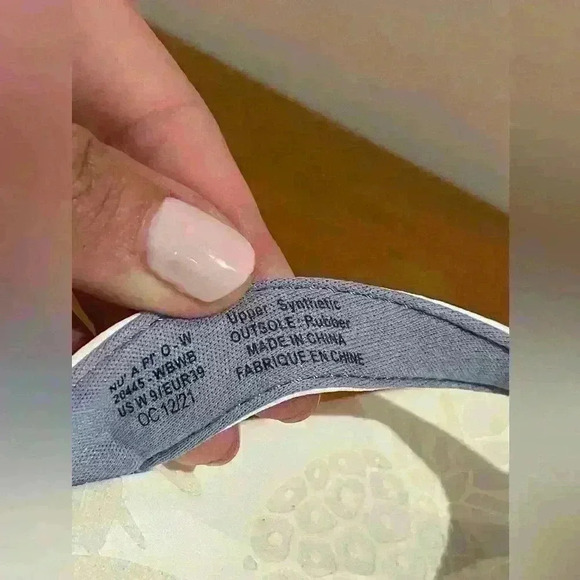 20445-WBWB
US W 9/EUR39
OC 12/21
Upper: Synthetic
OUTSOLE: Rubber
MADE IN CHINA
FABRIQUE EN CHINE